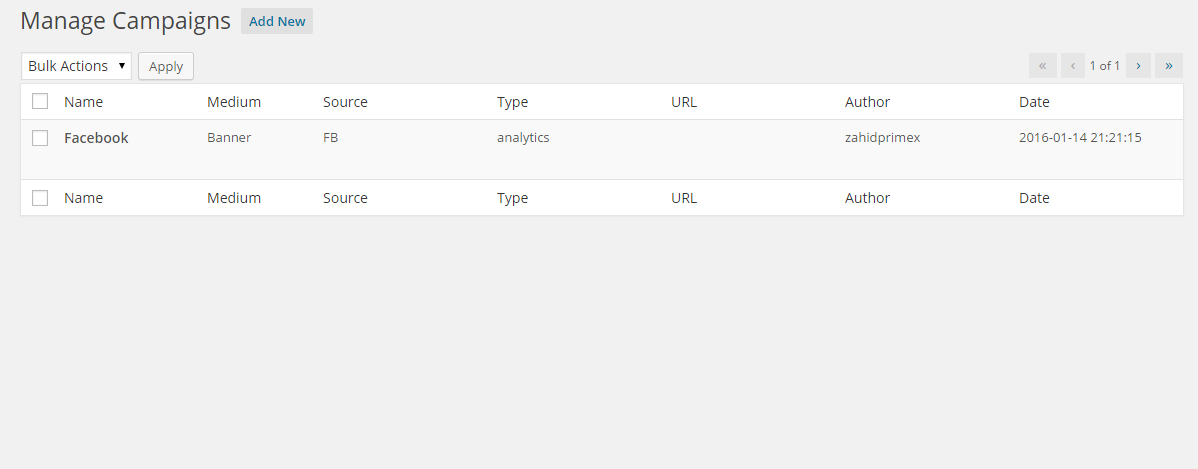 Manage Campaigns Add New
Bulk Actions ▼ Apply « ‹ 1 of 1 › »
Name Medium Source Type URL Author Date
Facebook Banner FB analytics zahidprimex 2016-01-14 21:21:15
Name Medium Source Type URL Author Date